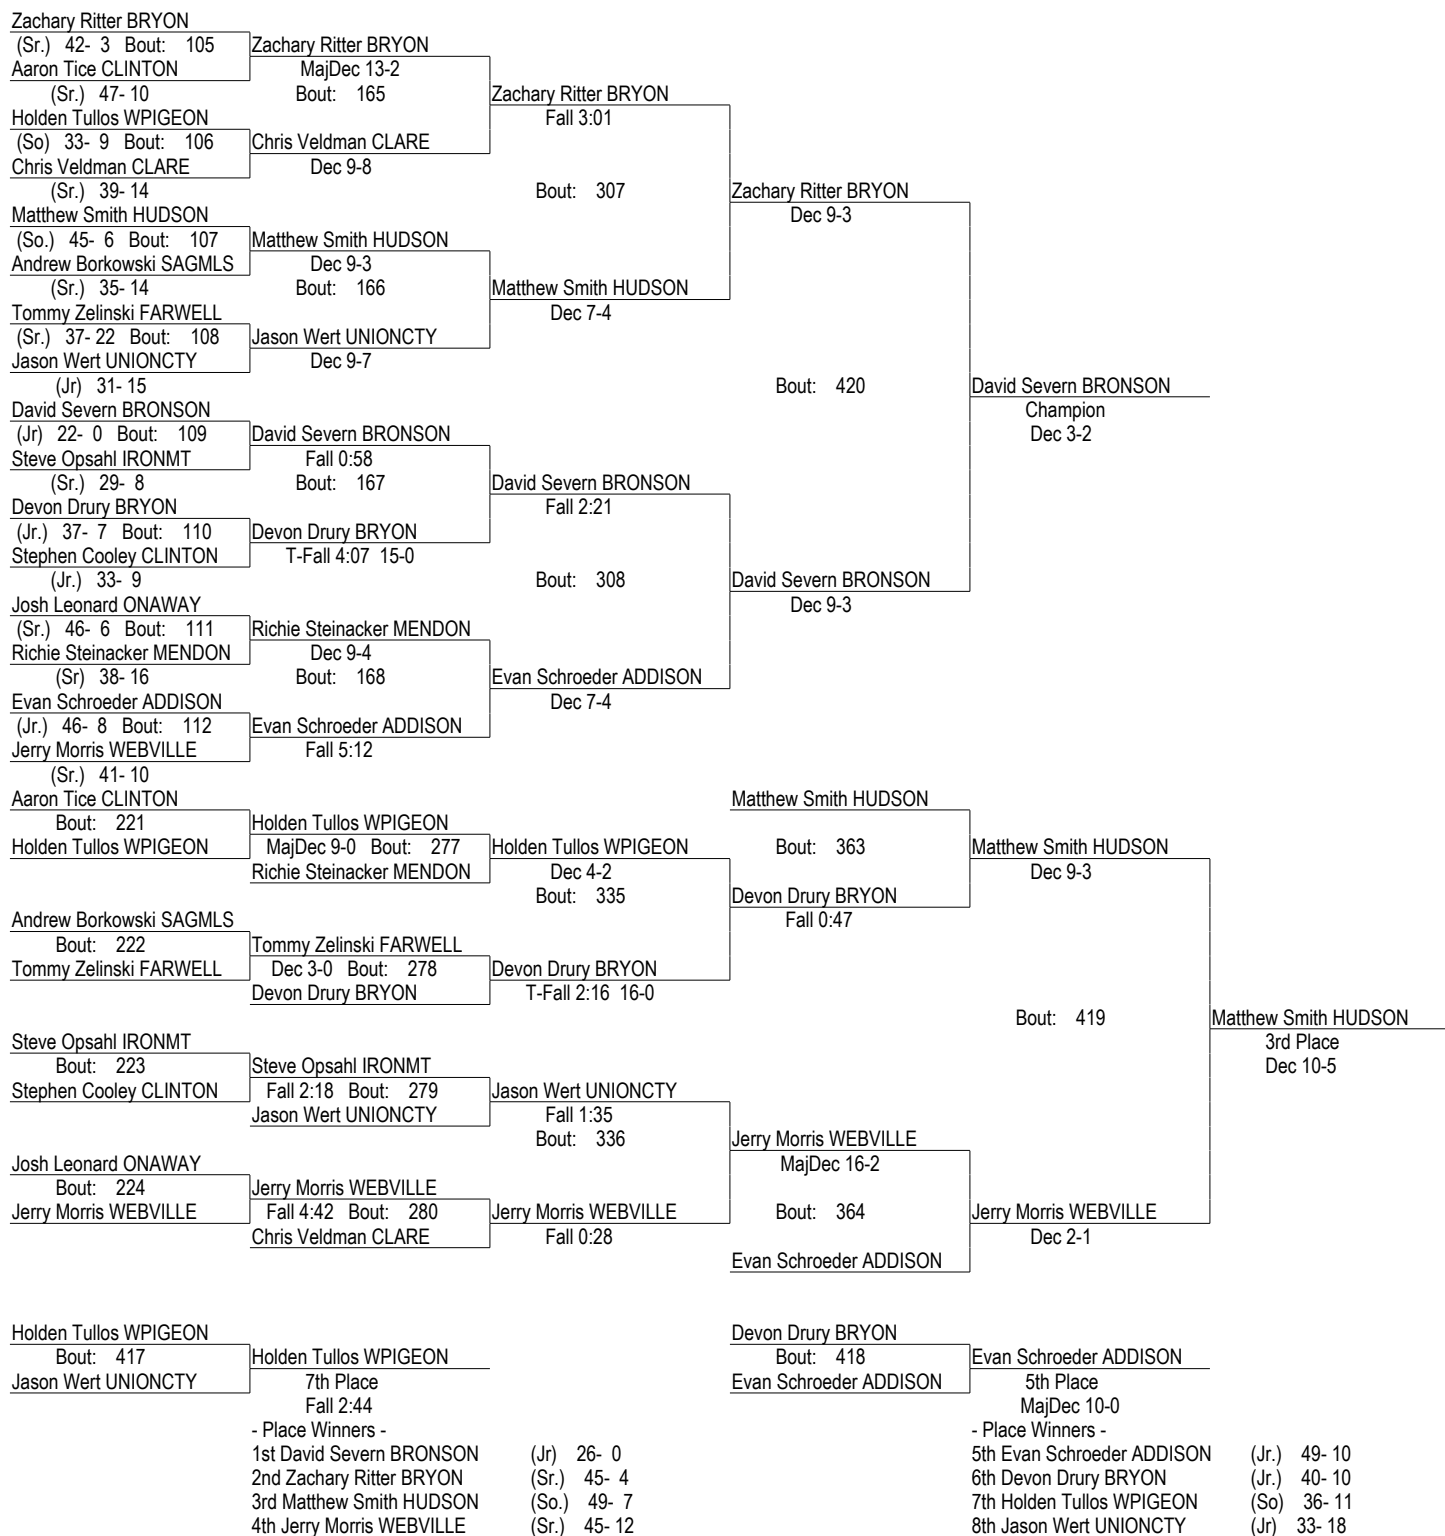 Zachary Ritter BRYON
(Sr.) 42- 3 Bout: 105 Zachary Ritter BRYON
Aaron Tice CLINTON MajDec 13-2
(Sr.) 47- 10 Bout: 165 Zachary Ritter BRYON
Holden Tullos WPIGEON Fall 3:01
(So) 33- 9 Bout: 106 Chris Veldman CLARE
Chris Veldman CLARE Dec 9-8
(Sr.) 39- 14 Bout: 307 Zachary Ritter BRYON
Matthew Smith HUDSON Dec 9-3
(So.) 45- 6 Bout: 107 Matthew Smith HUDSON
Andrew Borkowski SAGMLS Dec 9-3
(Sr.) 35- 14 Bout: 166 Matthew Smith HUDSON
Tommy Zelinski FARWELL Dec 7-4
(Sr.) 37- 22 Bout: 108 Jason Wert UNIONCTY
Jason Wert UNIONCTY Dec 9-7
(Jr) 31- 15 Bout: 420 David Severn BRONSON
David Severn BRONSON Champion
(Jr) 22- 0 Bout: 109 David Severn BRONSON Dec 3-2
Steve Opsahl IRONMT Fall 0:58
(Sr.) 29- 8 Bout: 167 David Severn BRONSON
Devon Drury BRYON Fall 2:21
(Jr.) 37- 7 Bout: 110 Devon Drury BRYON
Stephen Cooley CLINTON T-Fall 4:07 15-0
(Jr.) 33- 9 Bout: 308 David Severn BRONSON
Josh Leonard ONAWAY Dec 9-3
(Sr.) 46- 6 Bout: 111 Richie Steinacker MENDON
Richie Steinacker MENDON Dec 9-4
(Sr) 38- 16 Bout: 168 Evan Schroeder ADDISON
Evan Schroeder ADDISON Dec 7-4
(Jr.) 46- 8 Bout: 112 Evan Schroeder ADDISON
Jerry Morris WEBVILLE Fall 5:12
(Sr.) 41- 10
Aaron Tice CLINTON Matthew Smith HUDSON
Bout: 221 Holden Tullos WPIGEON
Holden Tullos WPIGEON MajDec 9-0 Bout: 277 Holden Tullos WPIGEON Bout: 363 Matthew Smith HUDSON
Richie Steinacker MENDON Dec 4-2 Dec 9-3
Bout: 335 Devon Drury BRYON
Andrew Borkowski SAGMLS Fall 0:47
Bout: 222 Tommy Zelinski FARWELL
Tommy Zelinski FARWELL Dec 3-0 Bout: 278 Devon Drury BRYON
Devon Drury BRYON T-Fall 2:16 16-0
Bout: 419 Matthew Smith HUDSON
Steve Opsahl IRONMT 3rd Place
Bout: 223 Steve Opsahl IRONMT Dec 10-5
Stephen Cooley CLINTON Fall 2:18 Bout: 279 Jason Wert UNIONCTY
Jason Wert UNIONCTY Fall 1:35
Bout: 336 Jerry Morris WEBVILLE
Josh Leonard ONAWAY MajDec 16-2
Bout: 224 Jerry Morris WEBVILLE
Jerry Morris WEBVILLE Fall 4:42 Bout: 280 Jerry Morris WEBVILLE Bout: 364 Jerry Morris WEBVILLE
Chris Veldman CLARE Fall 0:28 Dec 2-1
Evan Schroeder ADDISON
Holden Tullos WPIGEON Devon Drury BRYON
Bout: 417 Holden Tullos WPIGEON Bout: 418 Evan Schroeder ADDISON
Jason Wert UNIONCTY 7th Place Evan Schroeder ADDISON 5th Place
Fall 2:44 MajDec 10-0
- Place Winners - - Place Winners -
1st David Severn BRONSON (Jr) 26- 0 5th Evan Schroeder ADDISON (Jr.) 49- 10
2nd Zachary Ritter BRYON (Sr.) 45- 4 6th Devon Drury BRYON (Jr.) 40- 10
3rd Matthew Smith HUDSON (So.) 49- 7 7th Holden Tullos WPIGEON (So) 36- 11
4th Jerry Morris WEBVILLE (Sr.) 45- 12 8th Jason Wert UNIONCTY (Jr) 33- 18